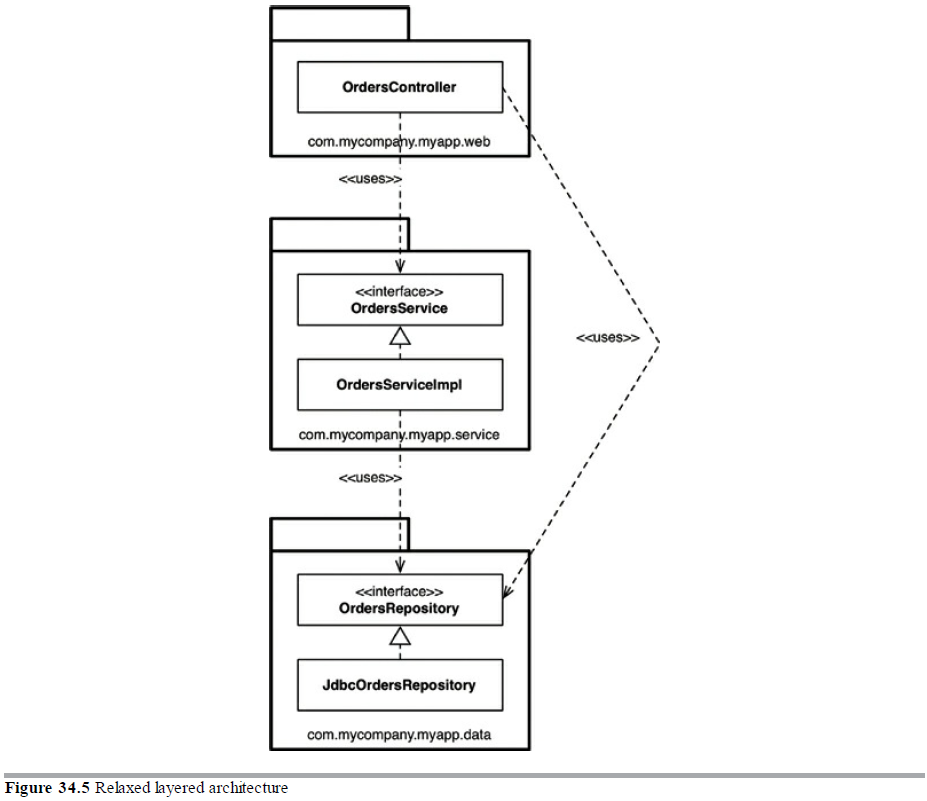 OrdersController
com.mycompany.myapp.web
<<uses>>
<<interface>>
OrdersService
<<uses>>
OrdersServiceImpl
com.mycompany.myapp.service
<<uses>>
<<interface>>
OrdersRepository
JdbcOrdersRepository
com.mycompany.myapp.data
Figure 34.5 Relaxed layered architecture